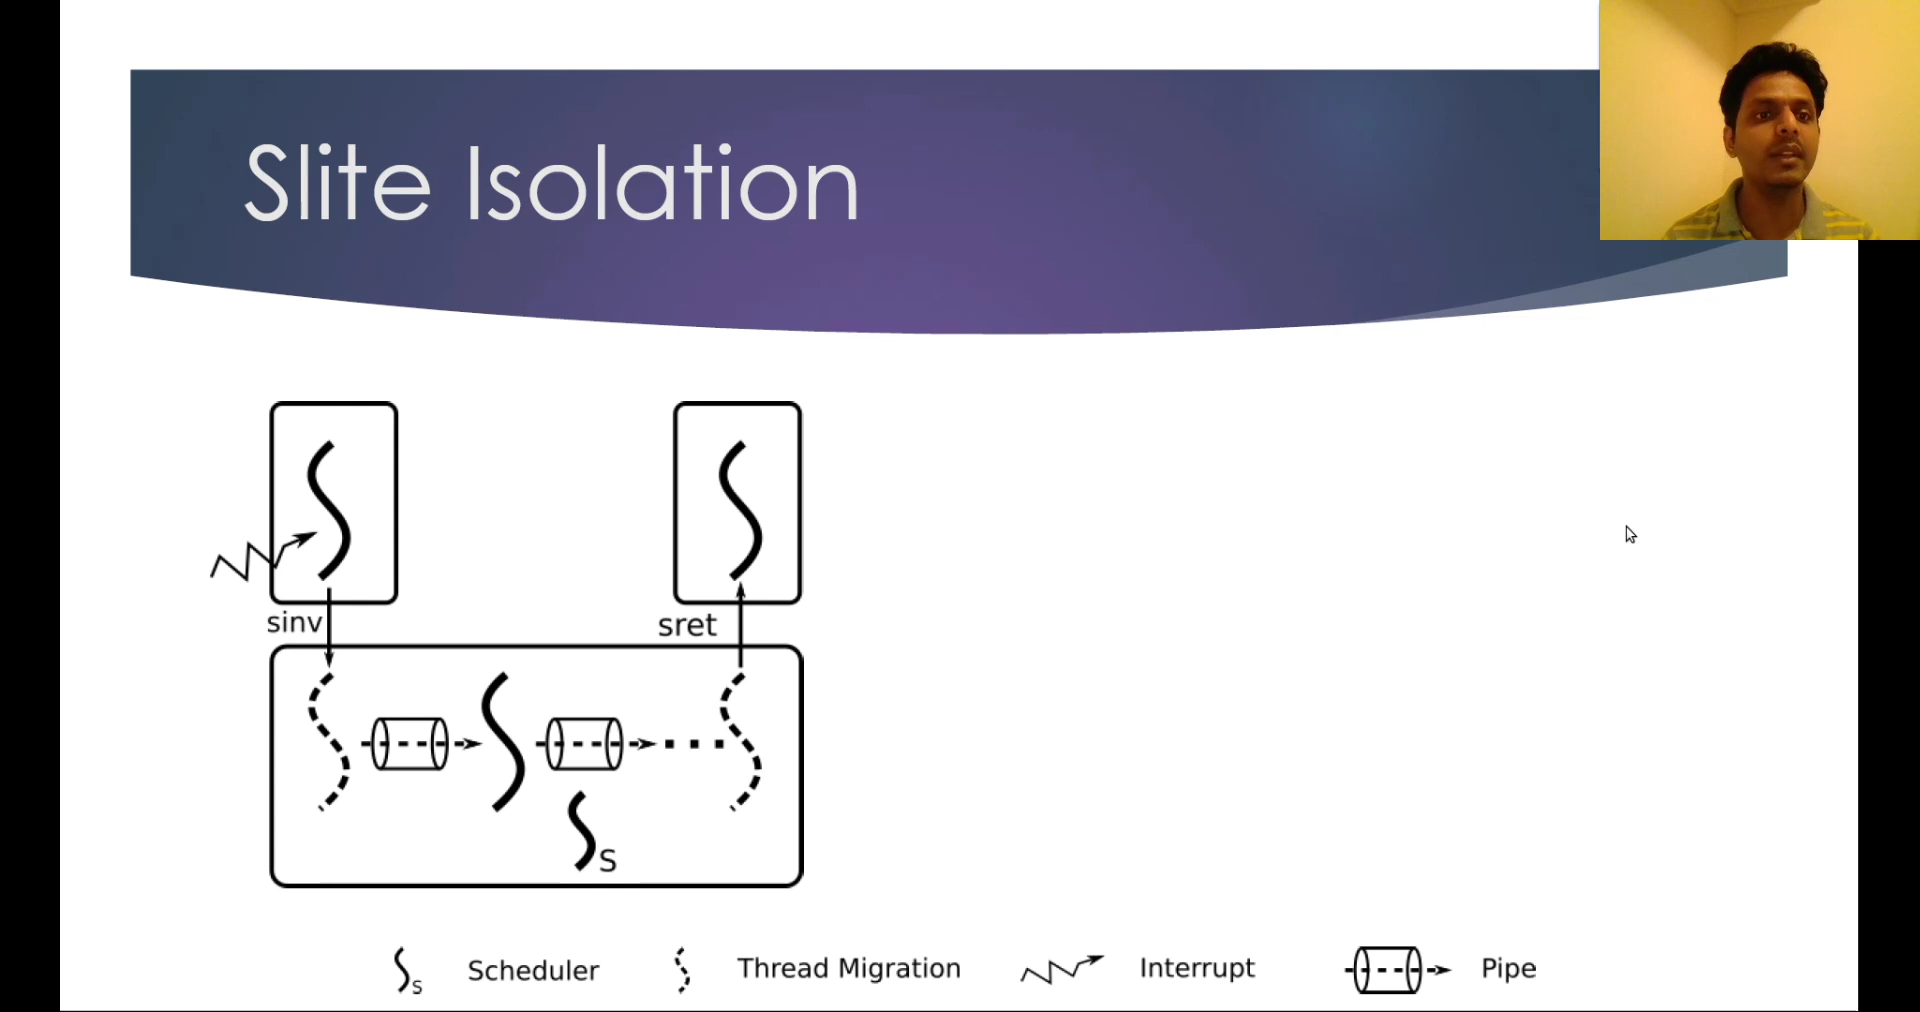 Slite Isolation
sinv
sret
S
s Scheduler Thread Migration Interrupt Pipe